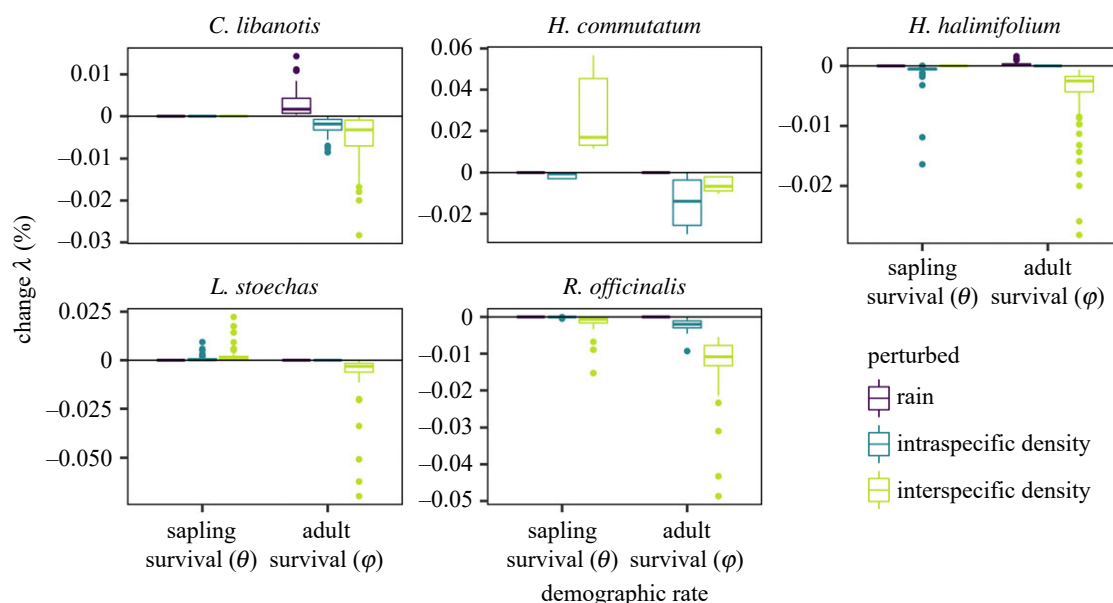 C. libanotis
H. commutatum
H. halimifolium
0.01
0
–0.01
–0.02
–0.03
0.06
0.04
0.02
0
–0.02
0
–0.01
–0.02
sapling
survival (θ)
adult
survival (φ)
change λ (%)
L. stoechas
R. officinalis
0.025
0
–0.025
–0.050
0
–0.01
–0.02
–0.03
–0.04
–0.05
sapling
survival (θ)
adult
survival (φ)
sapling
survival (θ)
adult
survival (φ)
demographic rate
perturbed
rain
intraspecific density
interspecific density